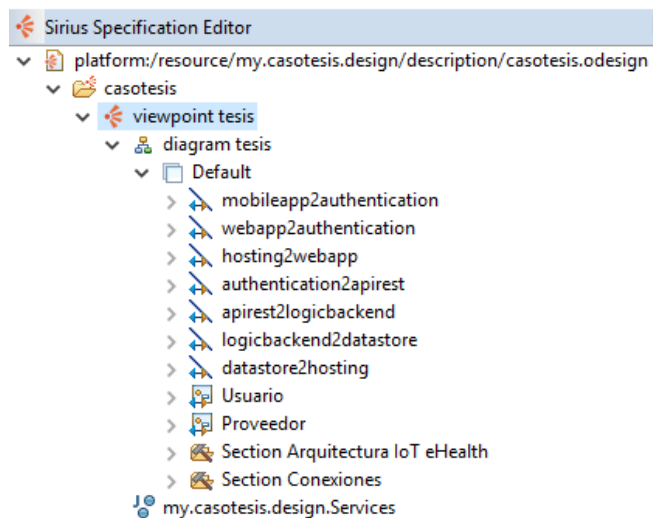 Sirius Specification Editor
platform:/resource/my.casotesis.design/description/casotesis.odesign
casotesis
viewpoint tesis
diagram tesis
Default
mobileapp2authentication
webapp2authentication
hosting2webapp
authentication2apirest
apirest2logicbackend
logicbackend2datastore
datastore2hosting
Usuario
Proveedor
Section Arquitectura IoT eHealth
Section Conexiones
my.casotesis.design.Services